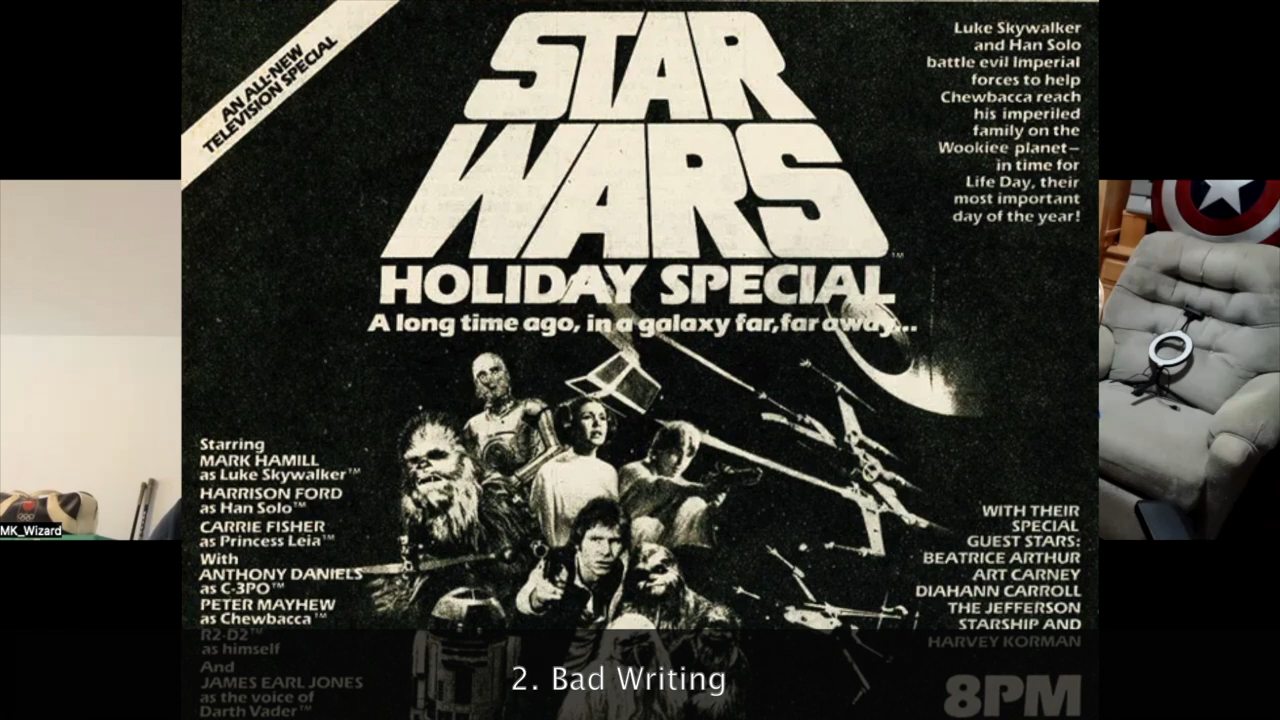 AN ALL-NEW
TELEVISION SPECIAL
STAR
WARS™
HOLIDAY SPECIAL
A long time ago, in a galaxy far, far away...
Luke Skywalker
and Han Solo
battle evil Imperial
forces to help
Chewbacca reach
his imperiled
family on the
Wookiee planet—
in time for
Life Day, their
most important
day of the year!
Starring
MARK HAMILL
as Luke Skywalker™
HARRISON FORD
as Han Solo™
CARRIE FISHER
as Princess Leia™
With
ANTHONY DANIELS
as C-3PO™
PETER MAYHEW
as Chewbacca™
R2-D2™
as himself
And
JAMES EARL JONES
as the voice of
Darth Vader™
WITH THEIR
SPECIAL
GUEST STARS:
BEATRICE ARTHUR
ART CARNEY
DIAHANN CARROLL
THE JEFFERSON
STARSHIP AND
HARVEY KORMAN
8PM
MK_Wizard
2. Bad Writing